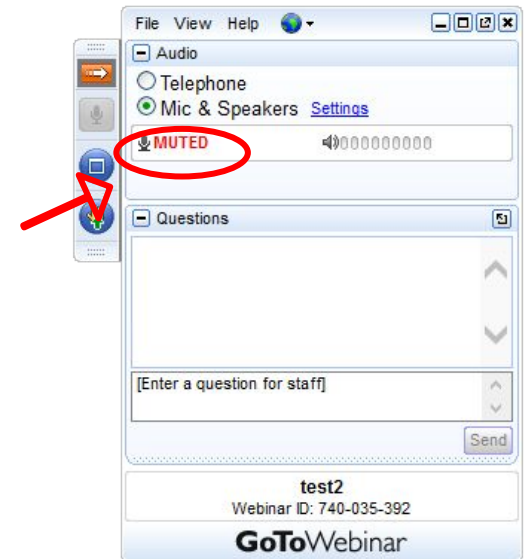 File View Help
Audio
Telephone
Mic & Speakers Settings
MUTED 000000000
Questions
[Enter a question for staff]
Send
test2
Webinar ID: 740-035-392
GoToWebinar